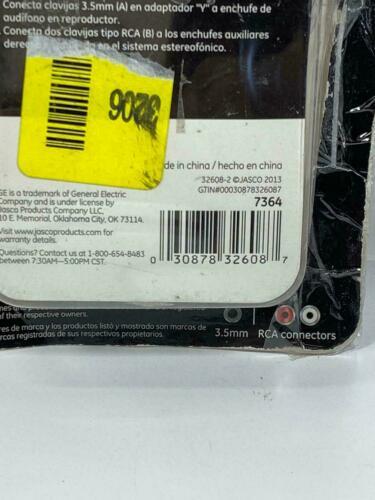 Conecta clavijas 3.5mm (A) en adaptador "Y" a enchufe de
audífono en reproductor.
Conecta dos clavijas tipo RCA (B) a los enchufes auxiliares
en el sistema estereofónico.
3206
de in china / hecho en china
32608-2 ©JASCO 2013
GTIN#00030878326087
7364
GE is a trademark of General Electric
Company and is under license by
Jasco Products Company LLC,
10 E. Memorial, Oklahoma City, OK 73114.
Visit www.jascoproducts.com for
warranty details.
Questions? Contact us at 1-800-654-8483
between 7:30AM—5:00PM CST.
0 30878 32608 7
of their respective owners.
res de marca y los productos listó y mostrado son marcas de
arcas registradas de sus respectivos propietarios.
3.5mm RCA connectors